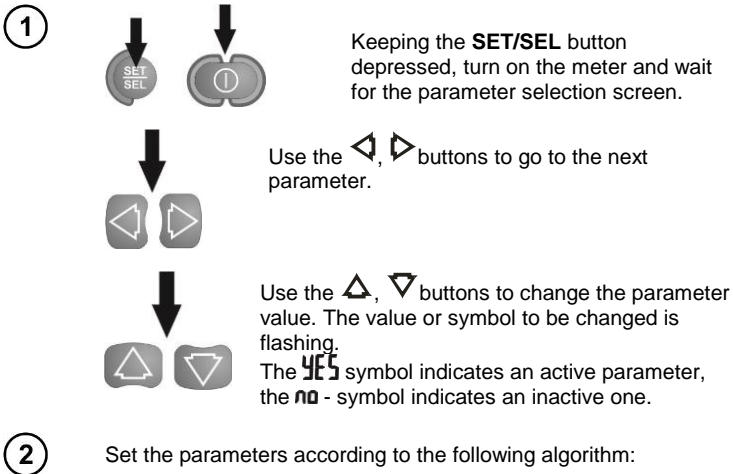 1
SET
SEL
Keeping the SET/SEL button
depressed, turn on the meter and wait
for the parameter selection screen.
Use the , buttons to go to the next
parameter.
Use the , buttons to change the parameter
value. The value or symbol to be changed is
flashing.
The YES symbol indicates an active parameter,
the no - symbol indicates an inactive one.
2
Set the parameters according to the following algorithm: